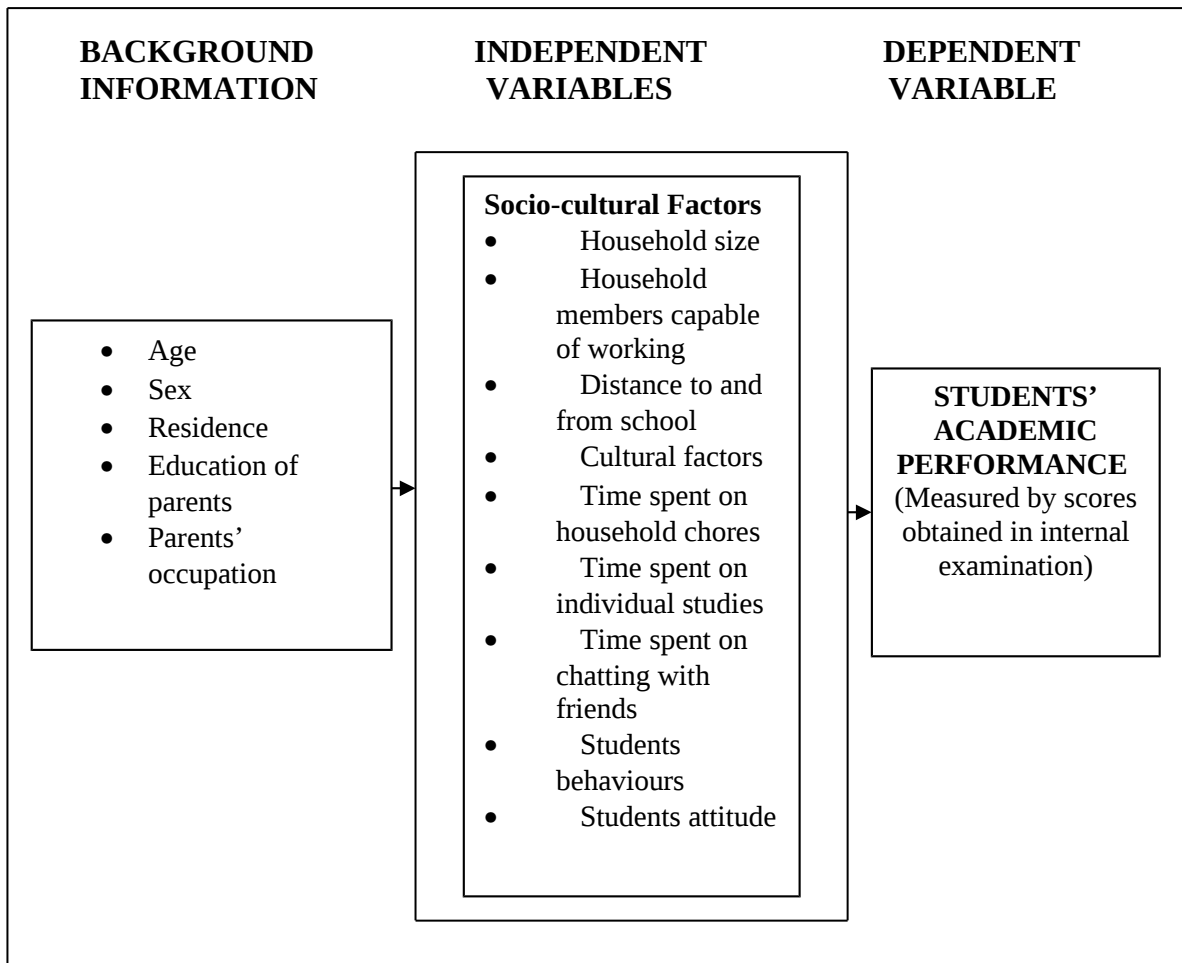 BACKGROUND
INFORMATION
INDEPENDENT
VARIABLES
DEPENDENT
VARIABLE
• Age
• Sex
• Residence
• Education of
parents
• Parents’
occupation
Socio-cultural Factors
• Household size
• Household
members capable
of working
• Distance to and
from school
• Cultural factors
• Time spent on
household chores
• Time spent on
individual studies
• Time spent on
chatting with
friends
• Students
behaviours
• Students attitude
STUDENTS’
ACADEMIC
PERFORMANCE
(Measured by scores
obtained in internal
examination)